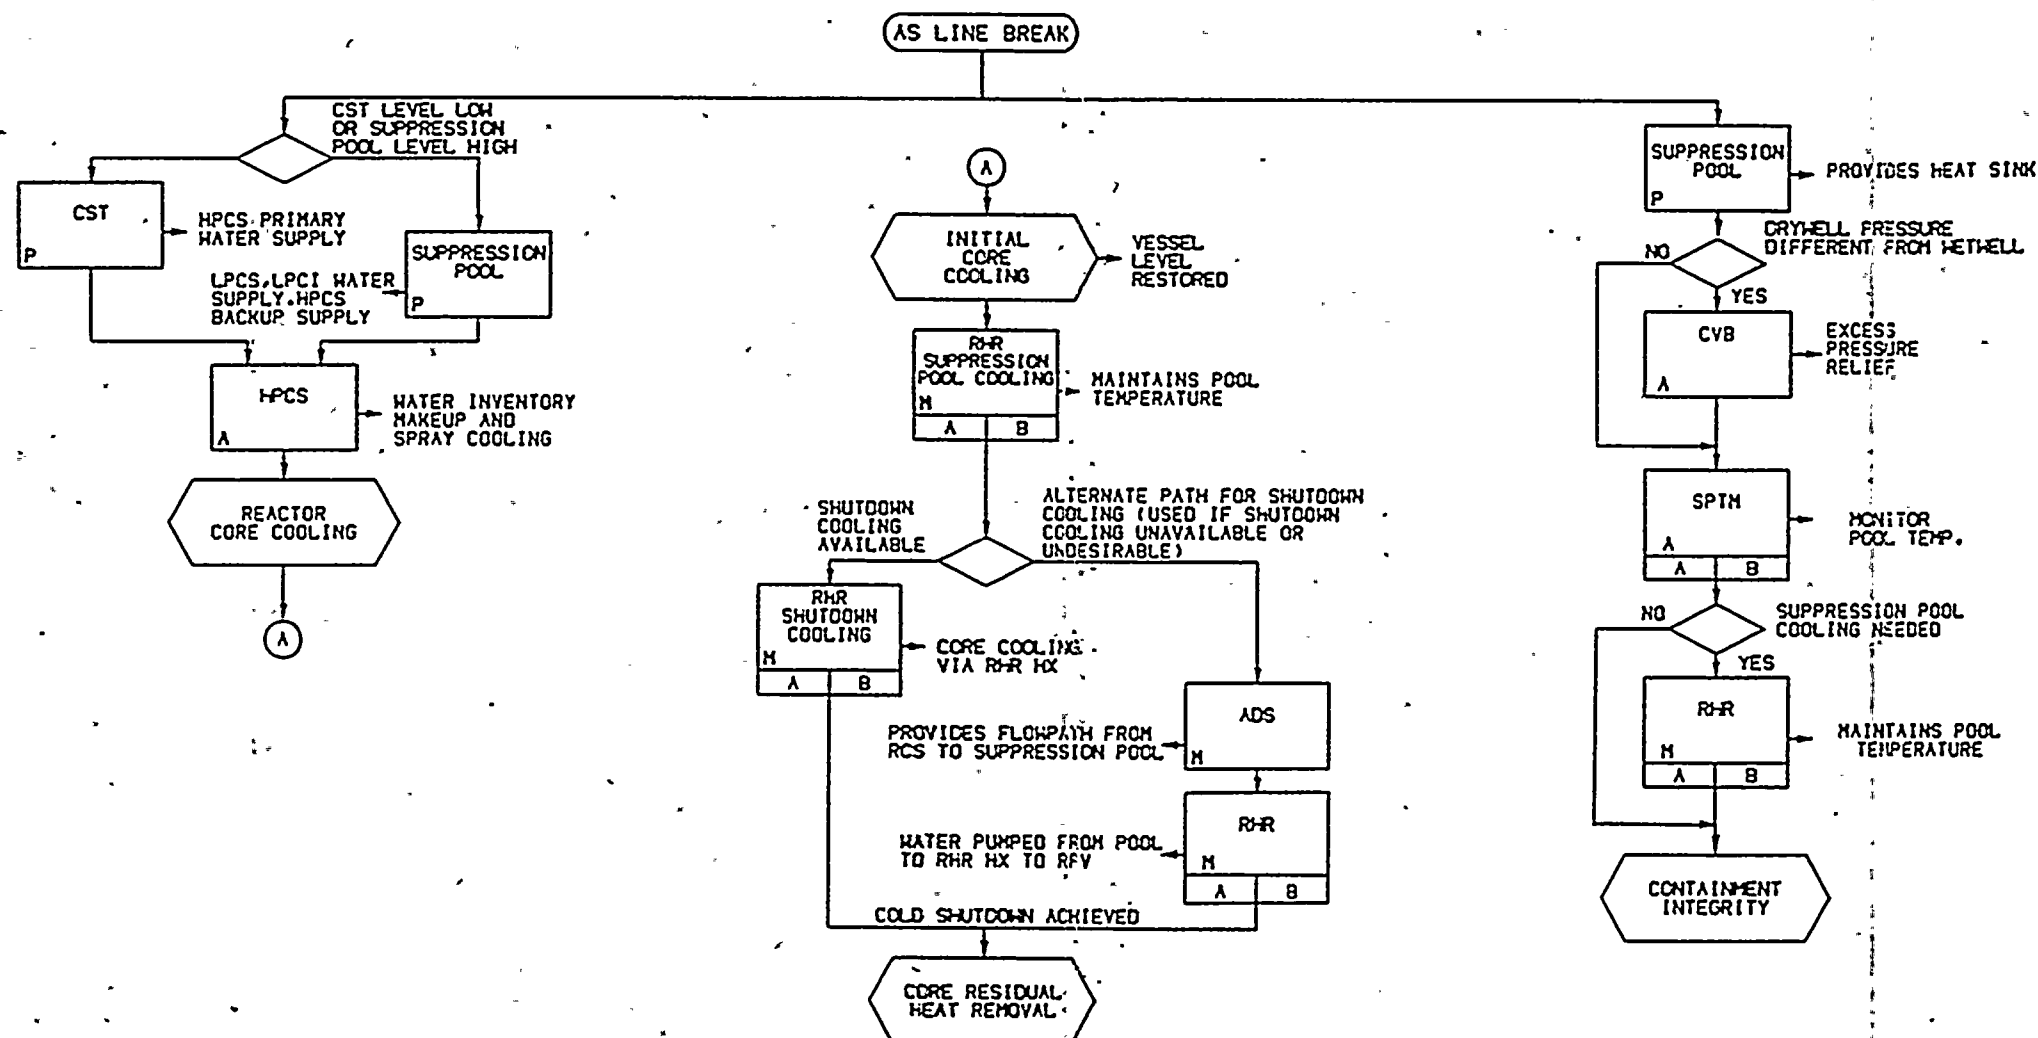 AS LINE BREAK
CST LEVEL LOW
OR SUPPRESSION
POOL LEVEL HIGH
CST
P
HPCS PRIMARY
WATER SUPPLY
SUPPRESSION
POOL
P
LPCS, LPCI WATER
SUPPLY. HPCS
BACKUP SUPPLY
HPCS
A
WATER INVENTORY
MAKEUP AND
SPRAY COOLING
REACTOR
CORE COOLING
A
A
INITIAL
CORE
COOLING
VESSEL
LEVEL
RESTORED
RHR
SUPPRESSION
POOL COOLING
M
A B
MAINTAINS POOL
TEMPERATURE
SHUTDOWN
COOLING
AVAILABLE
ALTERNATE PATH FOR SHUTDOWN
COOLING (USED IF SHUTDOWN
COOLING UNAVAILABLE OR
UNDESIRABLE)
RHR
SHUTDOWN
COOLING
M
A B
CORE COOLING
VIA RHR HX
ADS
M
PROVIDES FLOWPATH FROM
RCS TO SUPPRESSION POOL
RHR
M
A B
WATER PUMPED FROM POOL
TO RHR HX TO RPV
COLD SHUTDOWN ACHIEVED
CORE RESIDUAL
HEAT REMOVAL
SUPPRESSION
POOL
P
PROVIDES HEAT SINK
DRYWELL PRESSURE
DIFFERENT FROM WETWELL
NO
YES
CVB
A
EXCESS
PRESSURE
RELIEF
SPTM
A
A B
MONITOR
POOL TEMP.
NO
SUPPRESSION POOL
COOLING NEEDED
YES
RHR
M
A B
MAINTAINS POOL
TEMPERATURE
CONTAINMENT
INTEGRITY